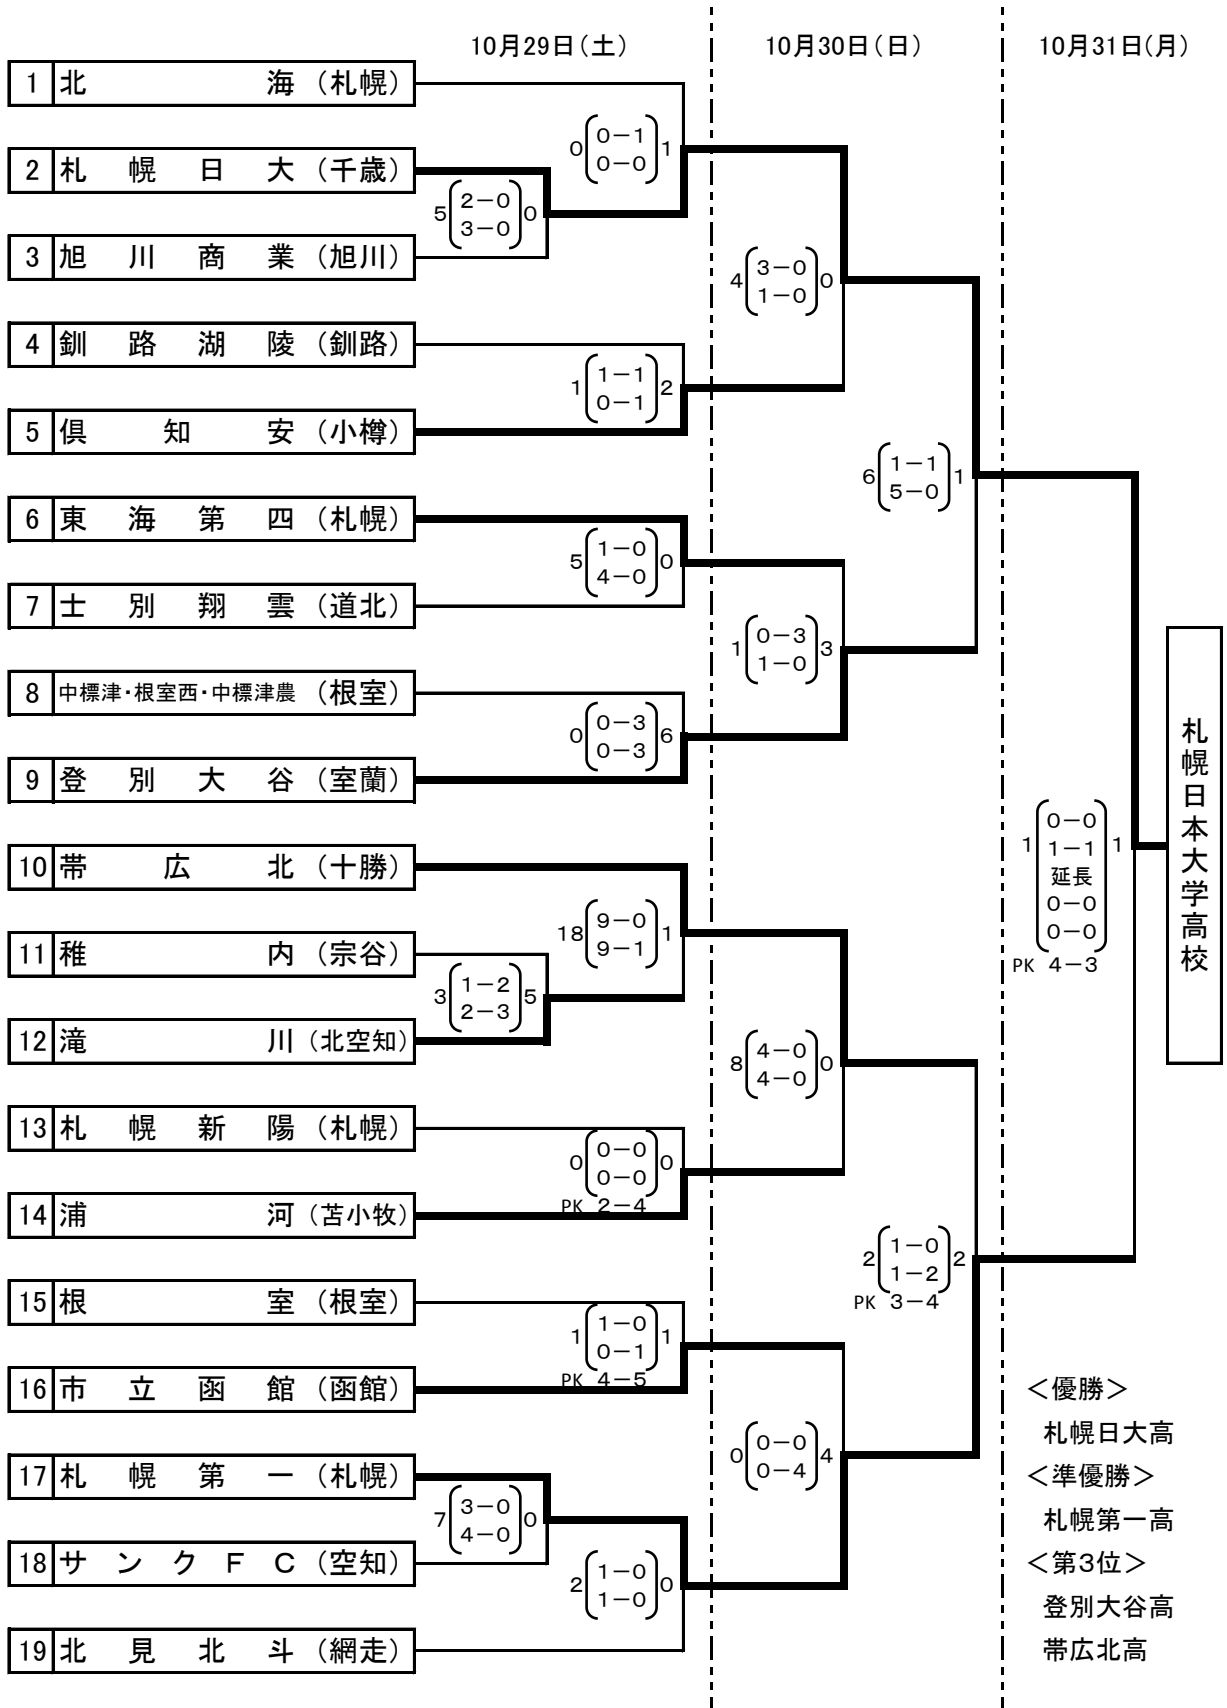 10月29日(土) 10月30日(日) 10月31日(月)
1 北海 (札幌)
0 0-1 1
0-0
2 札幌日大 (千歳)
5 2-0 0
3-0
3 旭川商業 (旭川)
4 3-0 0
1-0
4 釧路湖陵 (釧路)
1 1-1 2
0-1
5 倶知安 (小樽)
6 1-1 1
5-0
6 東海第四 (札幌)
5 1-0 0
4-0
7 士別翔雲 (道北)
1 0-3 3
1-0
8 中標津・根室西・中標津農 (根室)
0 0-3 6
0-3
9 登別大谷 (室蘭)
札幌日本大学高校
1 0-0 1
1-1
延長
0-0
0-0
PK 4-3
10 帯広北 (十勝)
18 9-0 1
9-1
11 稚内 (宗谷)
3 1-2 5
2-3
12 滝川 (北空知)
8 4-0 0
4-0
13 札幌新陽 (札幌)
0 0-0 0
0-0
PK 2-4
14 浦河 (苫小牧)
2 1-0 2
1-2
PK 3-4
15 根室 (根室)
1 1-0 1
0-1
PK 4-5
16 市立函館 (函館)
0 0-0 4
0-4
17 札幌第一 (札幌)
7 3-0 0
4-0
18 サンクFC (空知)
2 1-0 0
1-0
19 北見北斗 (網走)
<優勝>
札幌日大高
<準優勝>
札幌第一高
<第3位>
登別大谷高
帯広北高